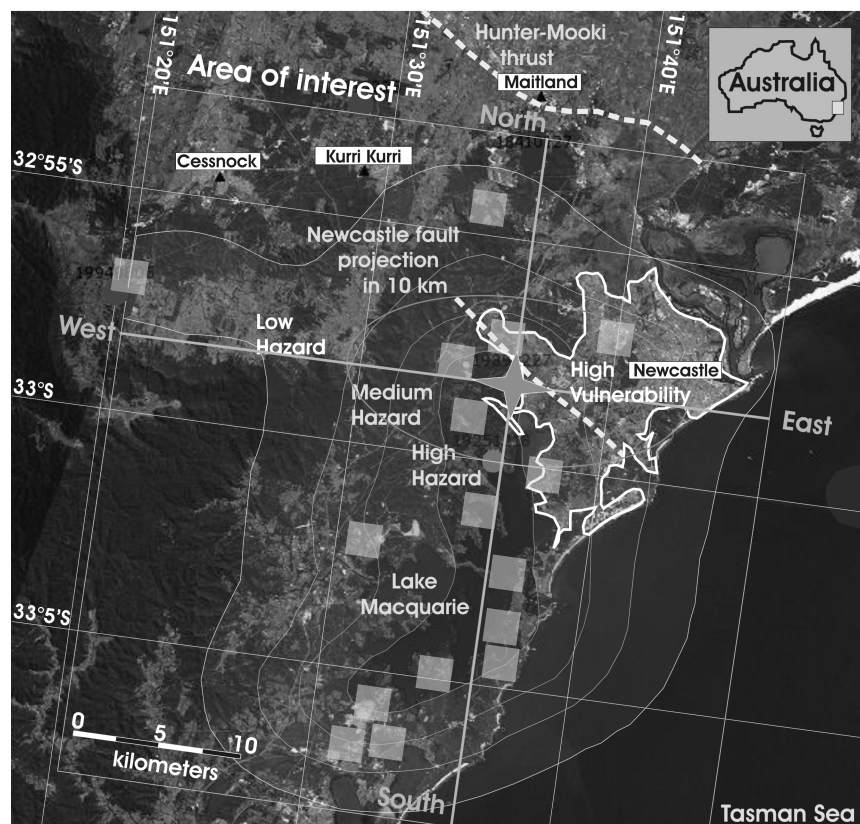 151°20'E
Area of interest
151°30'E
Hunter-Mooki
thrust
Maitland
151°40'E
Australia
North
32°55'S
Cessnock
Kurri Kurri
Newcastle fault
projection
in 10 km
West
Low
Hazard
High
Vulnerability
Newcastle
33°S
Medium
Hazard
East
High
Hazard
Lake
Macquarie
33°5'S
0
5
10
kilometers
South
Tasman Sea